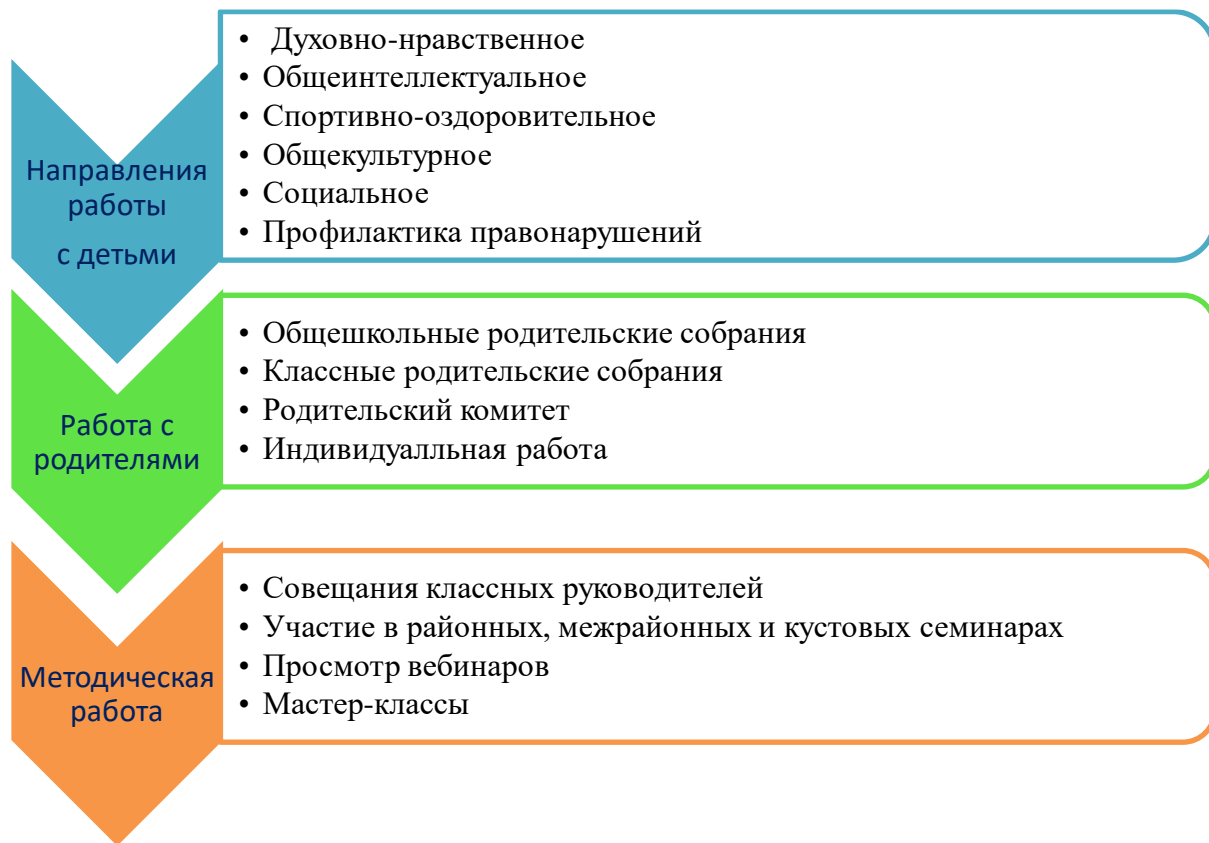 Направления
работы
с детьми
• Духовно-нравственное
• Общеинтеллектуальное
• Спортивно-оздоровительное
• Общекультурное
• Социальное
• Профилактика правонарушений
Работа с
родителями
• Общешкольные родительские собрания
• Классные родительские собрания
• Родительский комитет
• Индивидуалльная работа
Методическая
работа
• Совещания классных руководителей
• Участие в районных, межрайонных и кустовых семинарах
• Просмотр вебинаров
• Мастер-классы